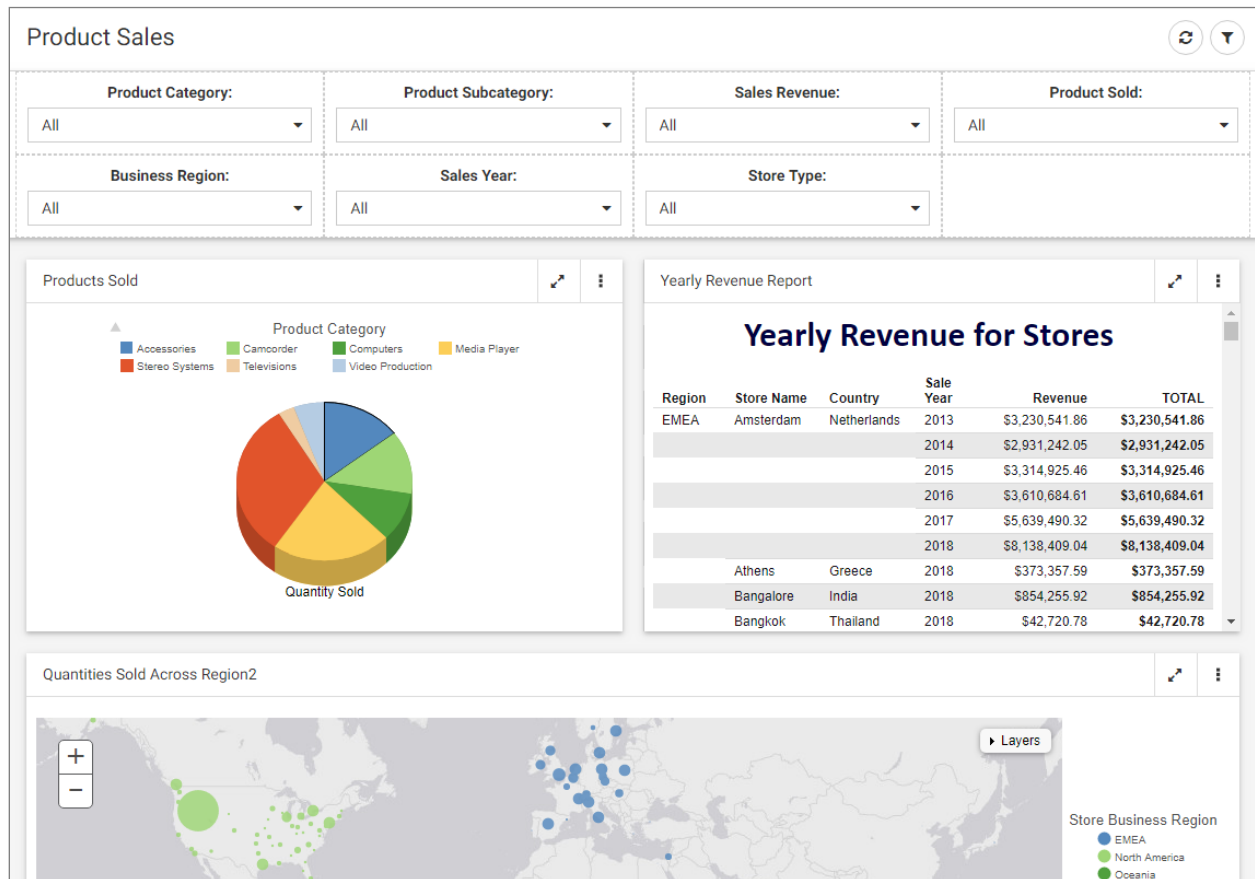 Product Sales
Product Category: Product Subcategory: Sales Revenue: Product Sold:
All All All All
Business Region: Sales Year: Store Type:
All All All
Products Sold
Product Category
Accessories Camcorder Computers Media Player
Stereo Systems Televisions Video Production
Quantity Sold
Yearly Revenue Report
Yearly Revenue for Stores
Region Store Name Country Sale Year Revenue TOTAL
EMEA Amsterdam Netherlands 2013 $3,230,541.86 $3,230,541.86
2014 $2,931,242.05 $2,931,242.05
2015 $3,314,925.46 $3,314,925.46
2016 $3,610,684.61 $3,610,684.61
2017 $5,639,490.32 $5,639,490.32
2018 $8,138,409.04 $8,138,409.04
Athens Greece 2018 $373,357.59 $373,357.59
Bangalore India 2018 $854,255.92 $854,255.92
Bangkok Thailand 2018 $42,720.78 $42,720.78
Quantities Sold Across Region2
+
−
Layers
Store Business Region
EMEA
North America
Oceania